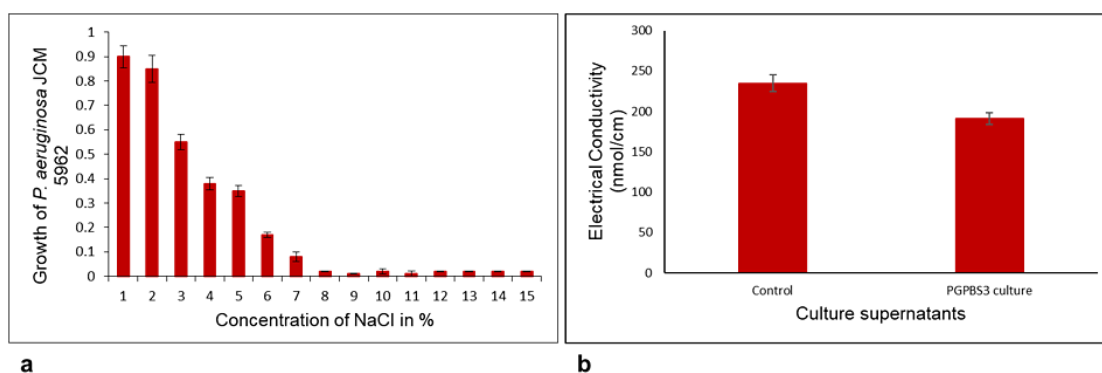 1
0.9
0.8
0.7
0.6
0.5
0.4
0.3
0.2
0.1
0
Growth of P. aeruginosa JCM
5962
1 2 3 4 5 6 7 8 9 10 11 12 13 14 15
Concentration of NaCl in %
a
300
250
200
150
100
50
0
Electrical Conductivity
(nmol/cm)
Control PGPBS3 culture
Culture supernatants
b